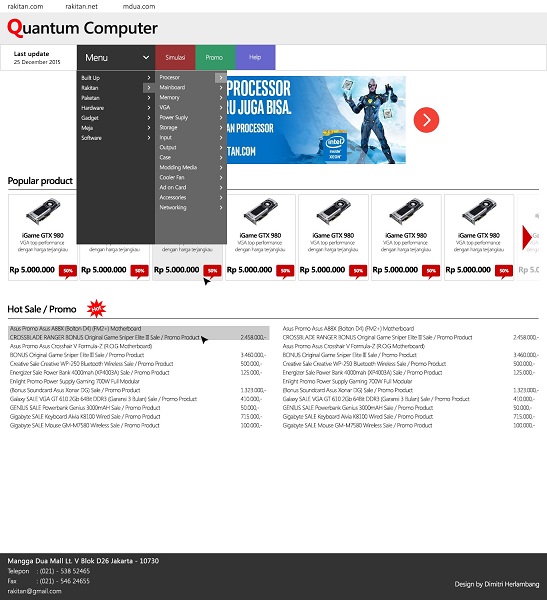 rakitan.com rakitan.net mdua.com
Quantum Computer
Last update
25 December 2015
Menu
Simulasi
Promo
Help
Built Up
Rakitan
Paketan
Hardware
Gadget
Meja
Software
Procesor
Mainboard
Memory
VGA
Power Suply
Storage
Input
Output
Case
Modding Media
Cooler Fan
Ad on Card
Accessories
Networking
PROCESSOR
RU JUGA BISA.
AN PROCESSOR
ITAN.COM
intel inside
XEON
Popular product
iGame GTX 980
VGA top performance
dengan harga terjangkau
Rp 5.000.000 50%
dengan harga terjangkau
Rp 5.000.000 50%
dengan harga terjangkau
Rp 5.000.000 50%
iGame GTX 980
VGA top performance
dengan harga terjangkau
Rp 5.000.000 50%
iGame GTX 980
VGA top performance
dengan harga terjangkau
Rp 5.000.000 50%
iGame GTX 980
VGA top performance
dengan harga terjangkau
Rp 5.000.000 50%
iGame GTX 980
VGA top performance
dengan harga terjangkau
Rp 5.000.000 50%
Rp 5
Hot Sale / Promo HOT
Asus Promo Asus A88X (Bolton D4) (FM2+) Motherboard
CROSSBLADE RANGER BONUS Original Game Sniper Elite III Sale / Promo Product 2.458.000,-
Asus Promo Asus Crosshair V Formula-Z (R.O.G Motherboard)
BONUS Original Game Sniper Elite III Sale / Promo Product 3.460.000,-
Creative Sale Creative WP-250 Bluetooth Wireless Sale / Promo Product 500.000,-
Energizer Sale Power Bank 4000mah (XP4003A) Sale / Promo Product 125.000,-
Enlight Promo Power Supply Gaming 700W Full Modular
(Bonus Soundcard Asus Xonar DG) Sale / Promo Product 1.323.000,-
Galaxy SALE VGA GT 610 2Gb 64Bit DDR3 (Garansi 3 Bulan) Sale / Promo Product 4.510.000,-
GENIUS SALE Powerbank Genius 3000mAH Sale / Promo Product 50.000,-
Gigabyte SALE Keyboard Aivia K8100 Wired Sale / Promo Product 715.000,-
Gigabyte SALE Mouse GM-M7580 Wireless Sale / Promo Product 100.000,-
Asus Promo Asus A88X (Bolton D4) (FM2+) Motherboard
CROSSBLADE RANGER BONUS Original Game Sniper Elite III Sale / Promo Product 2.458.000,-
Asus Promo Asus Crosshair V Formula-Z (R.O.G Motherboard)
BONUS Original Game Sniper Elite III Sale / Promo Product 3.460.000,-
Creative Sale Creative WP-250 Bluetooth Wireless Sale / Promo Product 500.000,-
Energizer Sale Power Bank 4000mah (XP4003A) Sale / Promo Product 125.000,-
Enlight Promo Power Supply Gaming 700W Full Modular
(Bonus Soundcard Asus Xonar DG) Sale / Promo Product 1.323.000,-
Galaxy SALE VGA GT 610 2Gb 64Bit DDR3 (Garansi 3 Bulan) Sale / Promo Product 4.510.000,-
GENIUS SALE Powerbank Genius 3000mAH Sale / Promo Product 50.000,-
Gigabyte SALE Keyboard Aivia K8100 Wired Sale / Promo Product 715.000,-
Gigabyte SALE Mouse GM-M7580 Wireless Sale / Promo Product 100.000,-
Mangga Dua Mall Lt. V Blok D26 Jakarta - 10730
Telepon : (021) - 538 52465
Fax : (021) - 546 24655
rakitan@gmail.com
Design by Dimitri Herlambang